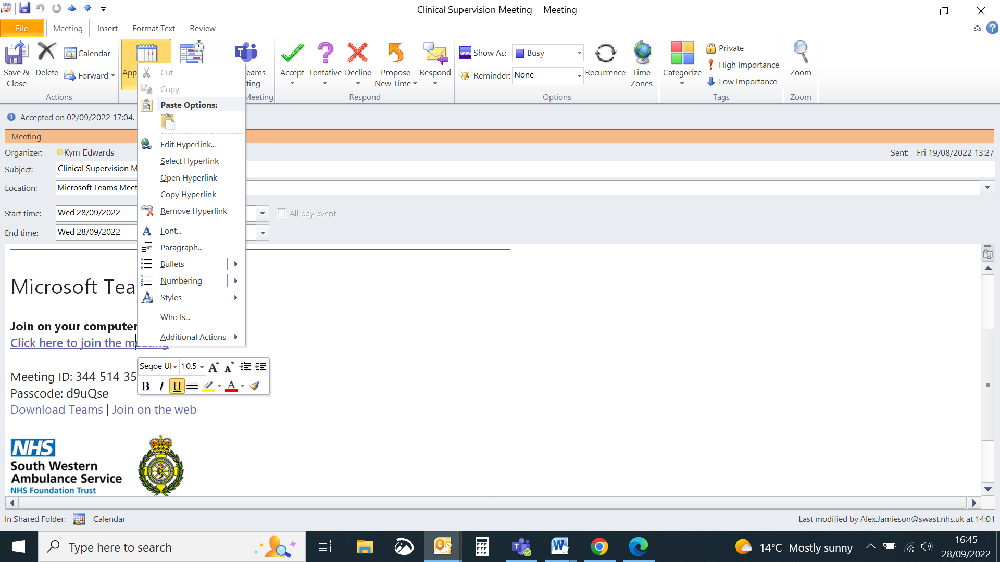 Clinical Supervision Meeting - Meeting
File Meeting Insert Format Text Review
Save & Close
Delete
Calendar
Forward
Actions
Accept
Tentative
Decline
Propose New Time
Respond
Respond
Show As: Busy
Reminder: None
Recurrence
Time Zones
Options
Categorize
Private
High Importance
Low Importance
Tags
Zoom
Zoom
Meeting
Cut
Copy
Paste Options:
Edit Hyperlink...
Select Hyperlink
Open Hyperlink
Copy Hyperlink
Remove Hyperlink
Font...
Paragraph...
Bullets
Numbering
Styles
Who Is...
Additional Actions
Accepted on 02/09/2022 17:04.
Meeting
Organizer: Kym Edwards
Sent: Fri 19/08/2022 13:27
Subject: Clinical Supervision M
Location: Microsoft Teams Meet
Start time: Wed 28/09/2022
All day event
End time: Wed 28/09/2022
Microsoft Tea
Join on your computer
Click here to join the meeting
Segoe UI 10.5
B I U
Meeting ID: 344 514 35
Passcode: d9uQse
Download Teams | Join on the web
NHS
South Western
Ambulance Service
NHS Foundation Trust
In Shared Folder: Calendar
Last modified by Alex.Jamieson@swast.nhs.uk at 14:01
Type here to search
14°C Mostly sunny
16:45
28/09/2022